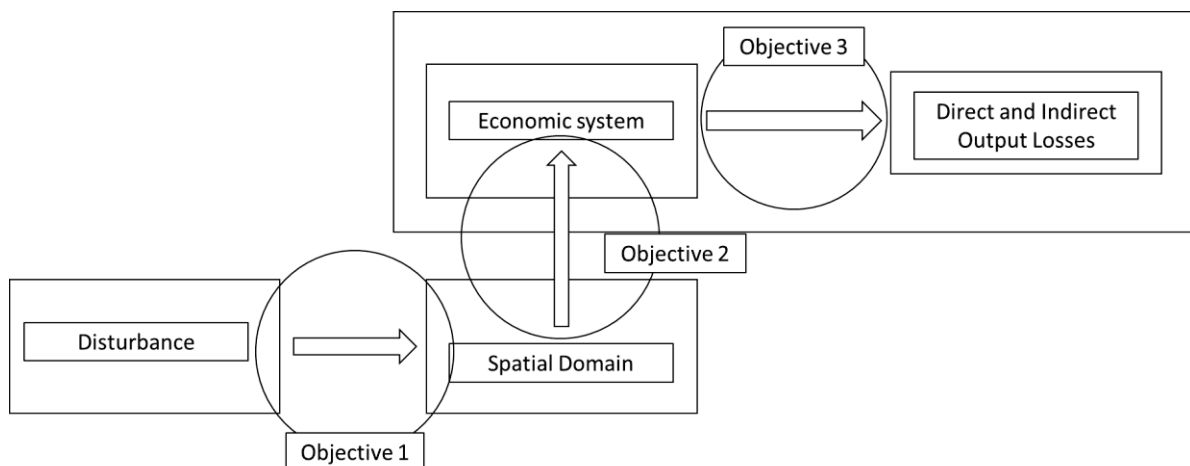 Objective 3
Economic system
Direct and Indirect
Output Losses
Objective 2
Disturbance
Spatial Domain
Objective 1